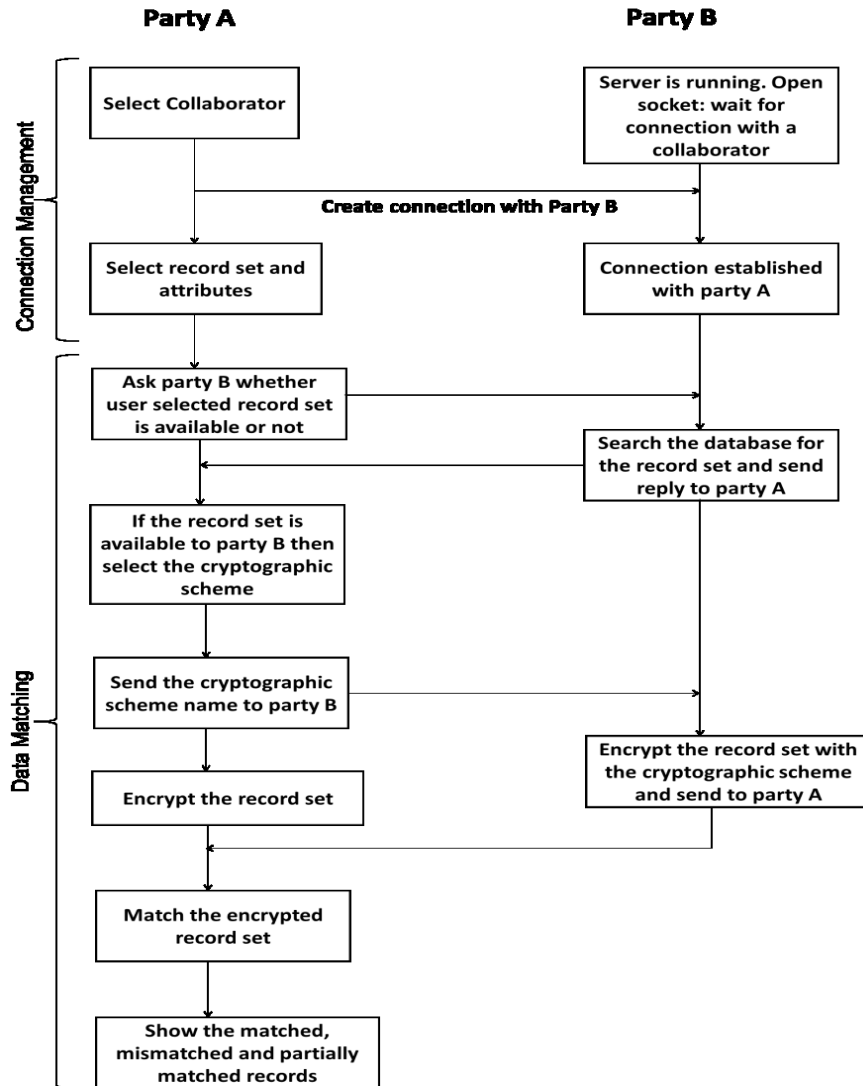 Party A
Party B
Connection Management
Select Collaborator
Server is running. Open
socket: wait for
connection with a
collaborator
Create connection with Party B
Select record set and
attributes
Connection established
with party A
Data Matching
Ask party B whether
user selected record set
is available or not
Search the database for
the record set and send
reply to party A
If the record set is
available to party B then
select the cryptographic
scheme
Send the cryptographic
scheme name to party B
Encrypt the record set with
the cryptographic scheme
and send to party A
Encrypt the record set
Match the encrypted
record set
Show the matched,
mismatched and partially
matched records